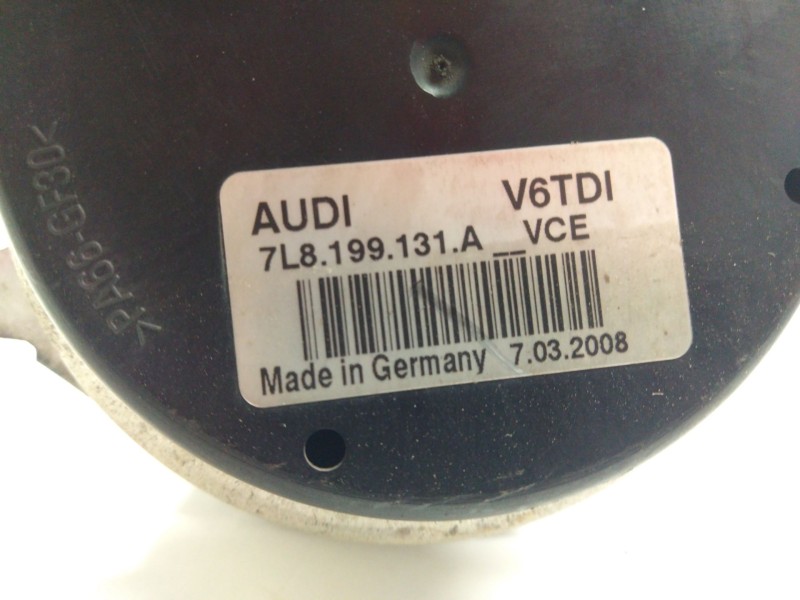 AUDI V6TDI
7L8.199.131.A __VCE
Made in Germany 7.03.2008
>PA66-GF30<